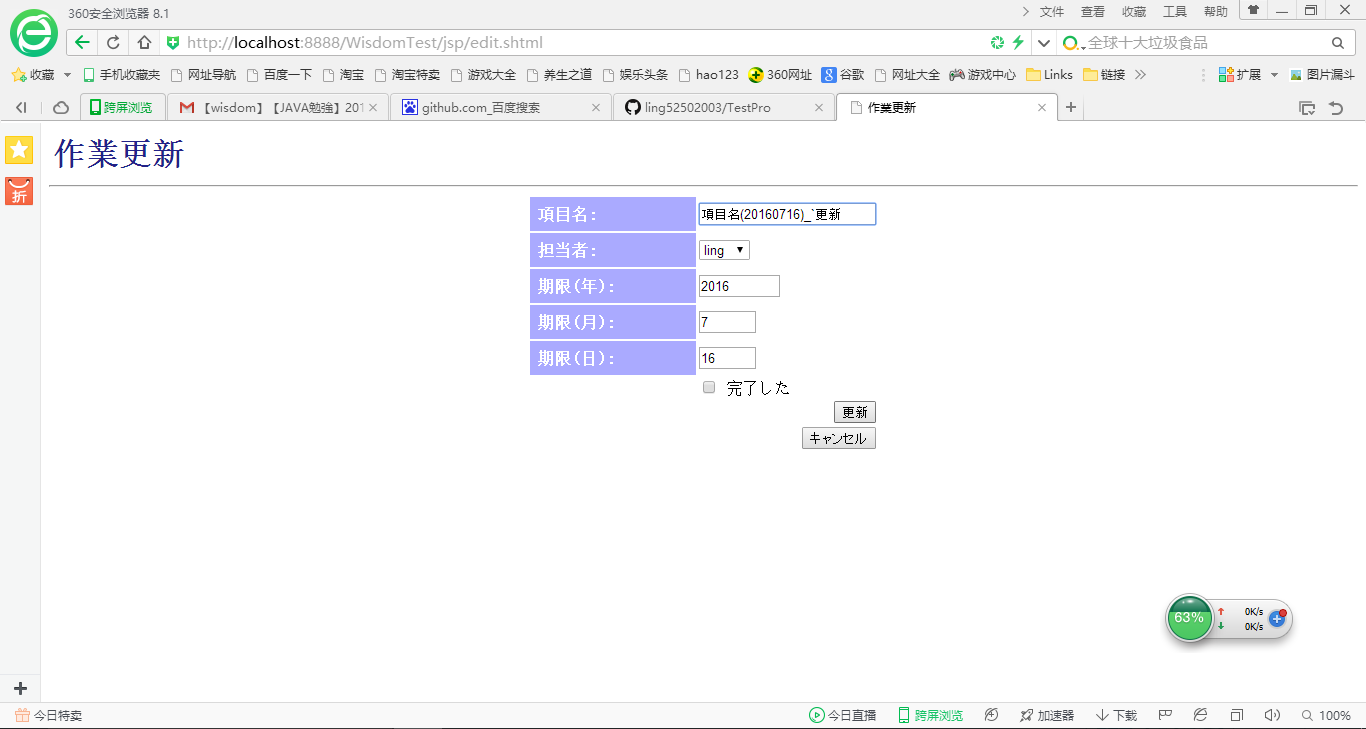 360安全浏览器 8.1
文件 查看 收藏 工具 帮助
http://localhost:8888/WisdomTest/jsp/edit.shtml
全球十大垃圾食品
收藏 手机收藏夹 网址导航 百度一下 淘宝 淘宝特卖 游戏大全 养生之道 娱乐头条 hao123 360网址 谷歌 网址大全 游戏中心 Links 链接 扩展 图片漏斗
跨屏浏览 【wisdom】【JAVA勉強】201 github.com_百度搜索 ling52502003/TestPro 作業更新
折
作業更新
項目名: 項目名(20160716)_`更新
担当者: ling
期限(年): 2016
期限(月): 7
期限(日): 16
完了した
更新
キャンセル
63% 0K/s
0K/s
今日特卖 今日直播 跨屏浏览 加速器 下载 100%